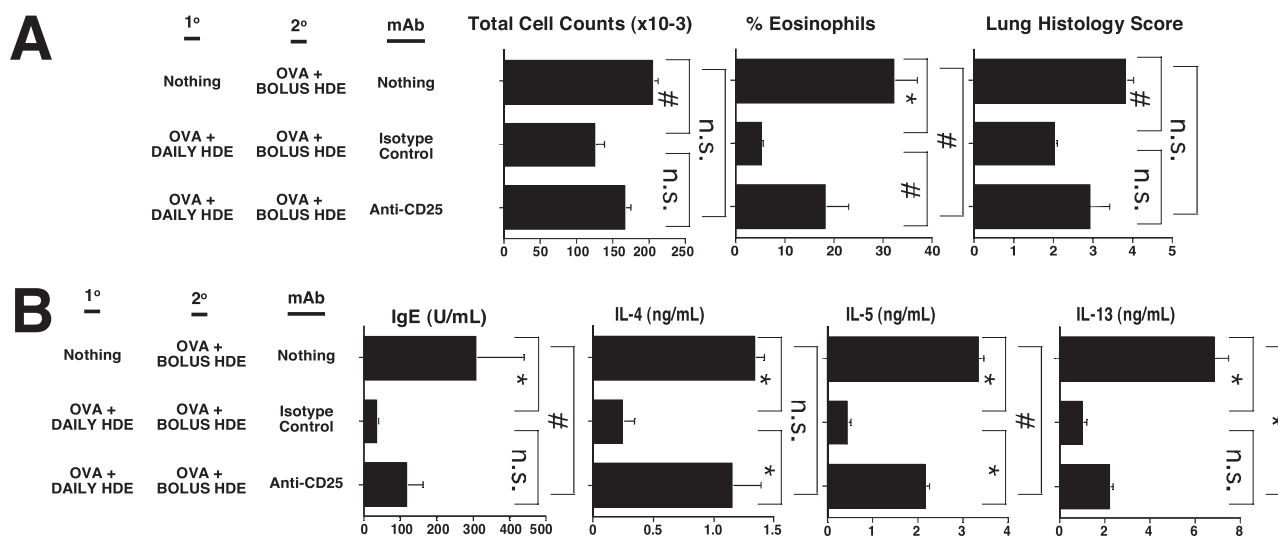 A
1º 2º mAb Total Cell Counts (x10-3) % Eosinophils Lung Histology Score
Nothing
OVA +
BOLUS HDE
Nothing
OVA +
DAILY HDE
OVA +
BOLUS HDE
Isotype
Control
OVA +
DAILY HDE
OVA +
BOLUS HDE
Anti-CD25
#
n.s.
n.s.
0 50 100 150 200 250
*
#
#
0 10 20 30 40
#
n.s.
n.s.
0 1 2 3 4 5
B
1º 2º mAb IgE (U/mL) IL-4 (ng/mL) IL-5 (ng/mL) IL-13 (ng/mL)
Nothing
OVA +
BOLUS HDE
Nothing
OVA +
DAILY HDE
OVA +
BOLUS HDE
Isotype
Control
OVA +
DAILY HDE
OVA +
BOLUS HDE
Anti-CD25
*
n.s.
#
0 100 200 300 400 500
*
*
n.s.
0 0.5 1.0 1.5
*
*
#
0 1 2 3 4
*
n.s.
*
0 2 4 6 8